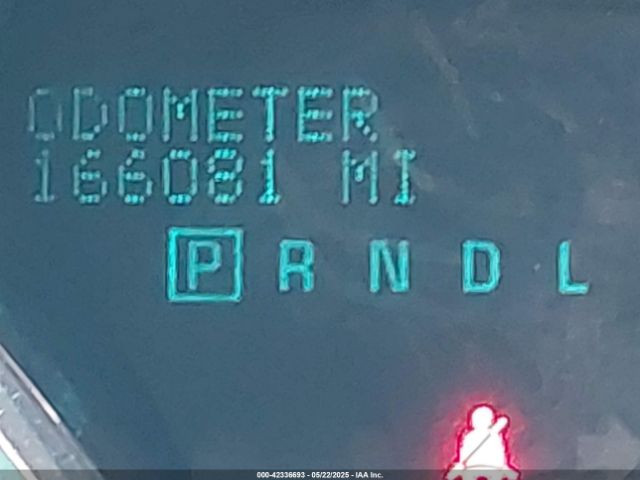 ODOMETER
166081 MI
P R N D L
000-42336693 - 05/22/2025 - IAA Inc.